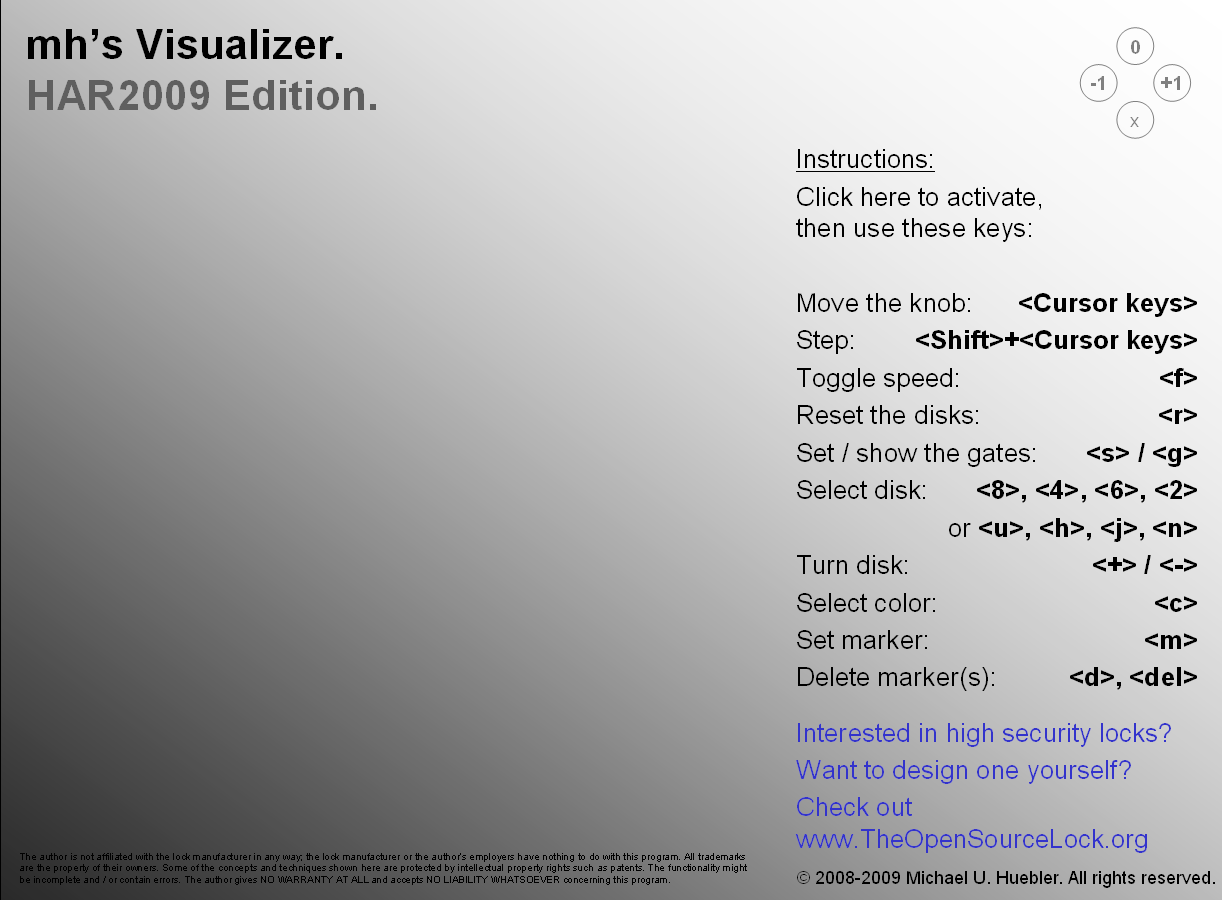 mh's Visualizer.
HAR2009 Edition.
0
-1
+1
x
Instructions:
Click here to activate,
then use these keys:
Move the knob: <Cursor keys>
Step: <Shift>+<Cursor keys>
Toggle speed: <f>
Reset the disks: <r>
Set / show the gates: <s> / <g>
Select disk: <8>, <4>, <6>, <2>
or <u>, <h>, <j>, <n>
Turn disk: <+> / <->
Select color: <c>
Set marker: <m>
Delete marker(s): <d>, <del>
Interested in high security locks?
Want to design one yourself?
Check out
www.TheOpenSourceLock.org
The author is not affiliated with the lock manufacturer in any way; the lock manufacturer or the author's employers have nothing to do with this program. All trademarks
are the property of their owners. Some of the concepts and techniques shown here are protected by intellectual property rights such as patents. The functionality might
be incomplete and / or contain errors. The author gives NO WARRANTY AT ALL and accepts NO LIABILITY WHATSOEVER concerning this program.
© 2008-2009 Michael U. Huebler. All rights reserved.